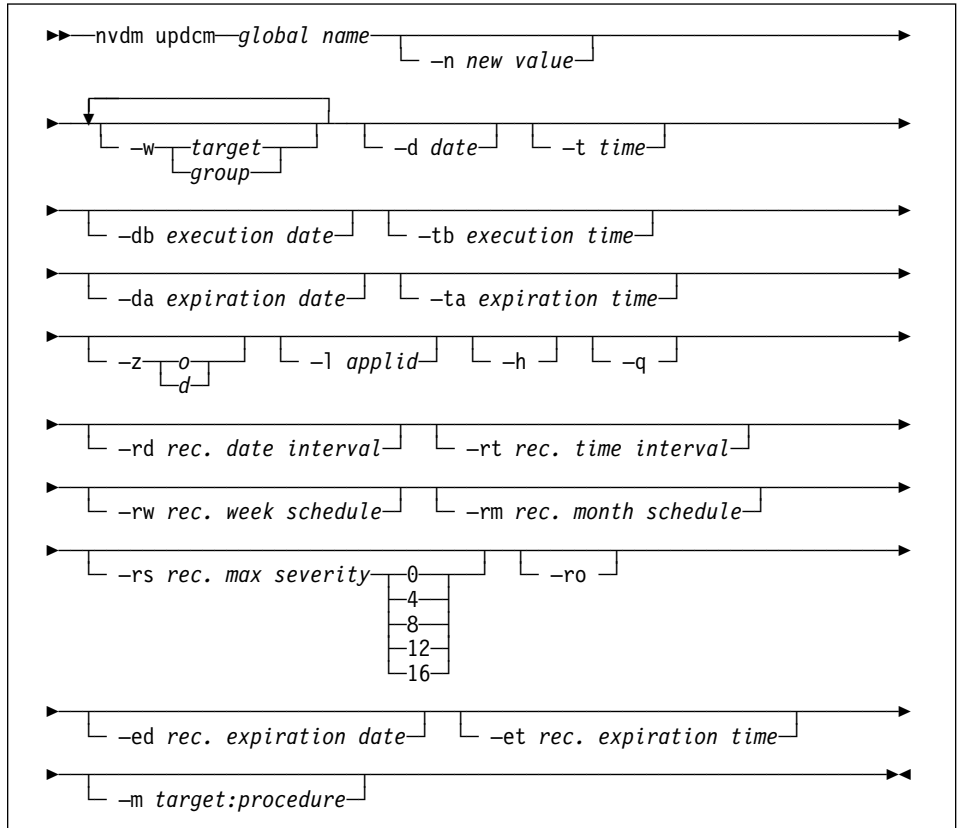 nvdm updcm global name
–n new value
–w target –d date –t time
group
–db execution date –tb execution time
–da expiration date –ta expiration time
–z o –l applid –h –q
d
–rd rec. date interval –rt rec. time interval
–rw rec. week schedule –rm rec. month schedule
–rs rec. max severity 0 –ro
4
8
12
16
–ed rec. expiration date –et rec. expiration time
–m target:procedure